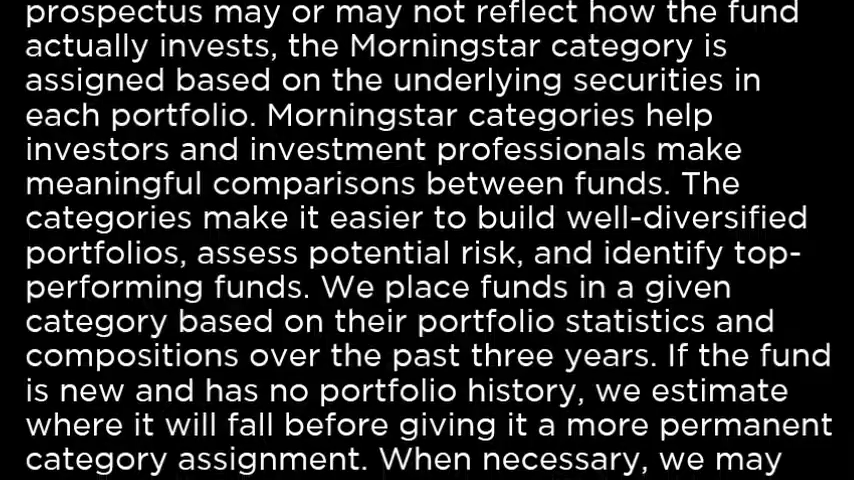 prospectus may or may not reflect how the fund
actually invests, the Morningstar category is
assigned based on the underlying securities in
each portfolio. Morningstar categories help
investors and investment professionals make
meaningful comparisons between funds. The
categories make it easier to build well-diversified
portfolios, assess potential risk, and identify top-
performing funds. We place funds in a given
category based on their portfolio statistics and
compositions over the past three years. If the fund
is new and has no portfolio history, we estimate
where it will fall before giving it a more permanent
category assignment. When necessary, we may